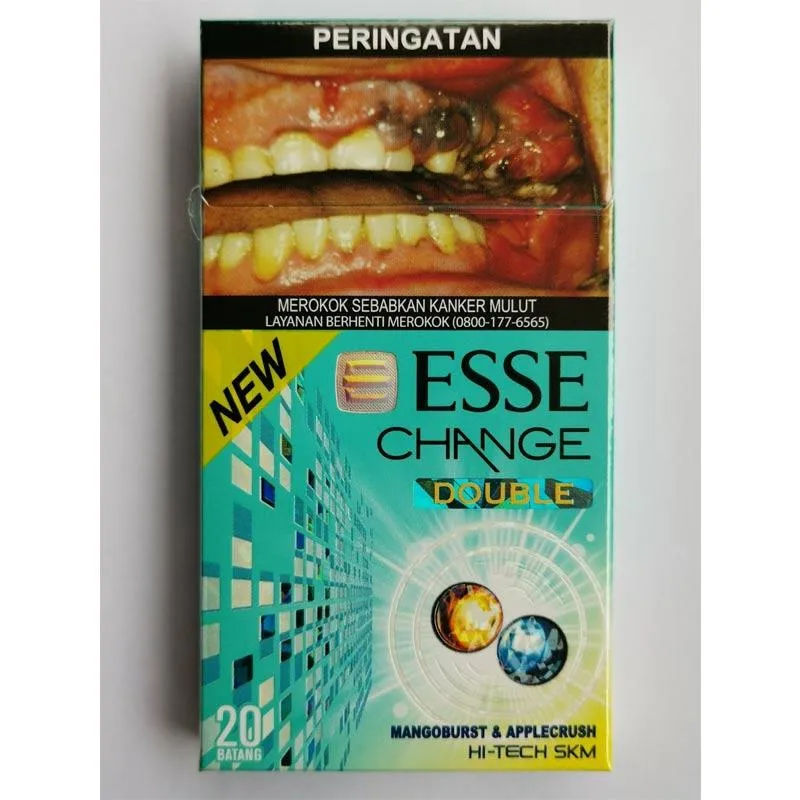 PERINGATAN
MEROKOK SEBABKAN KANKER MULUT
LAYANAN BERHENTI MEROKOK (0800-177-6565)
NEW
ESSE
CHANGE
DOUBLE
MANGOBURST & APPLECRUSH
HI-TECH SKM
20
BATANG